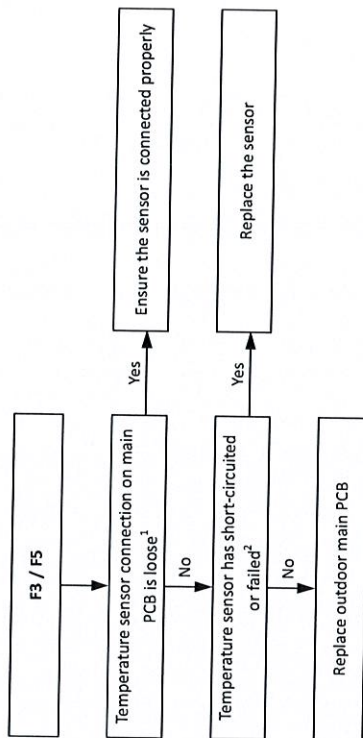 F3 / F5
Temperature sensor connection on main
PCB is loose¹
Yes
Ensure the sensor is connected properly
No
Temperature sensor has short-circuited
or failed²
Yes
Replace the sensor
No
Replace outdoor main PCB